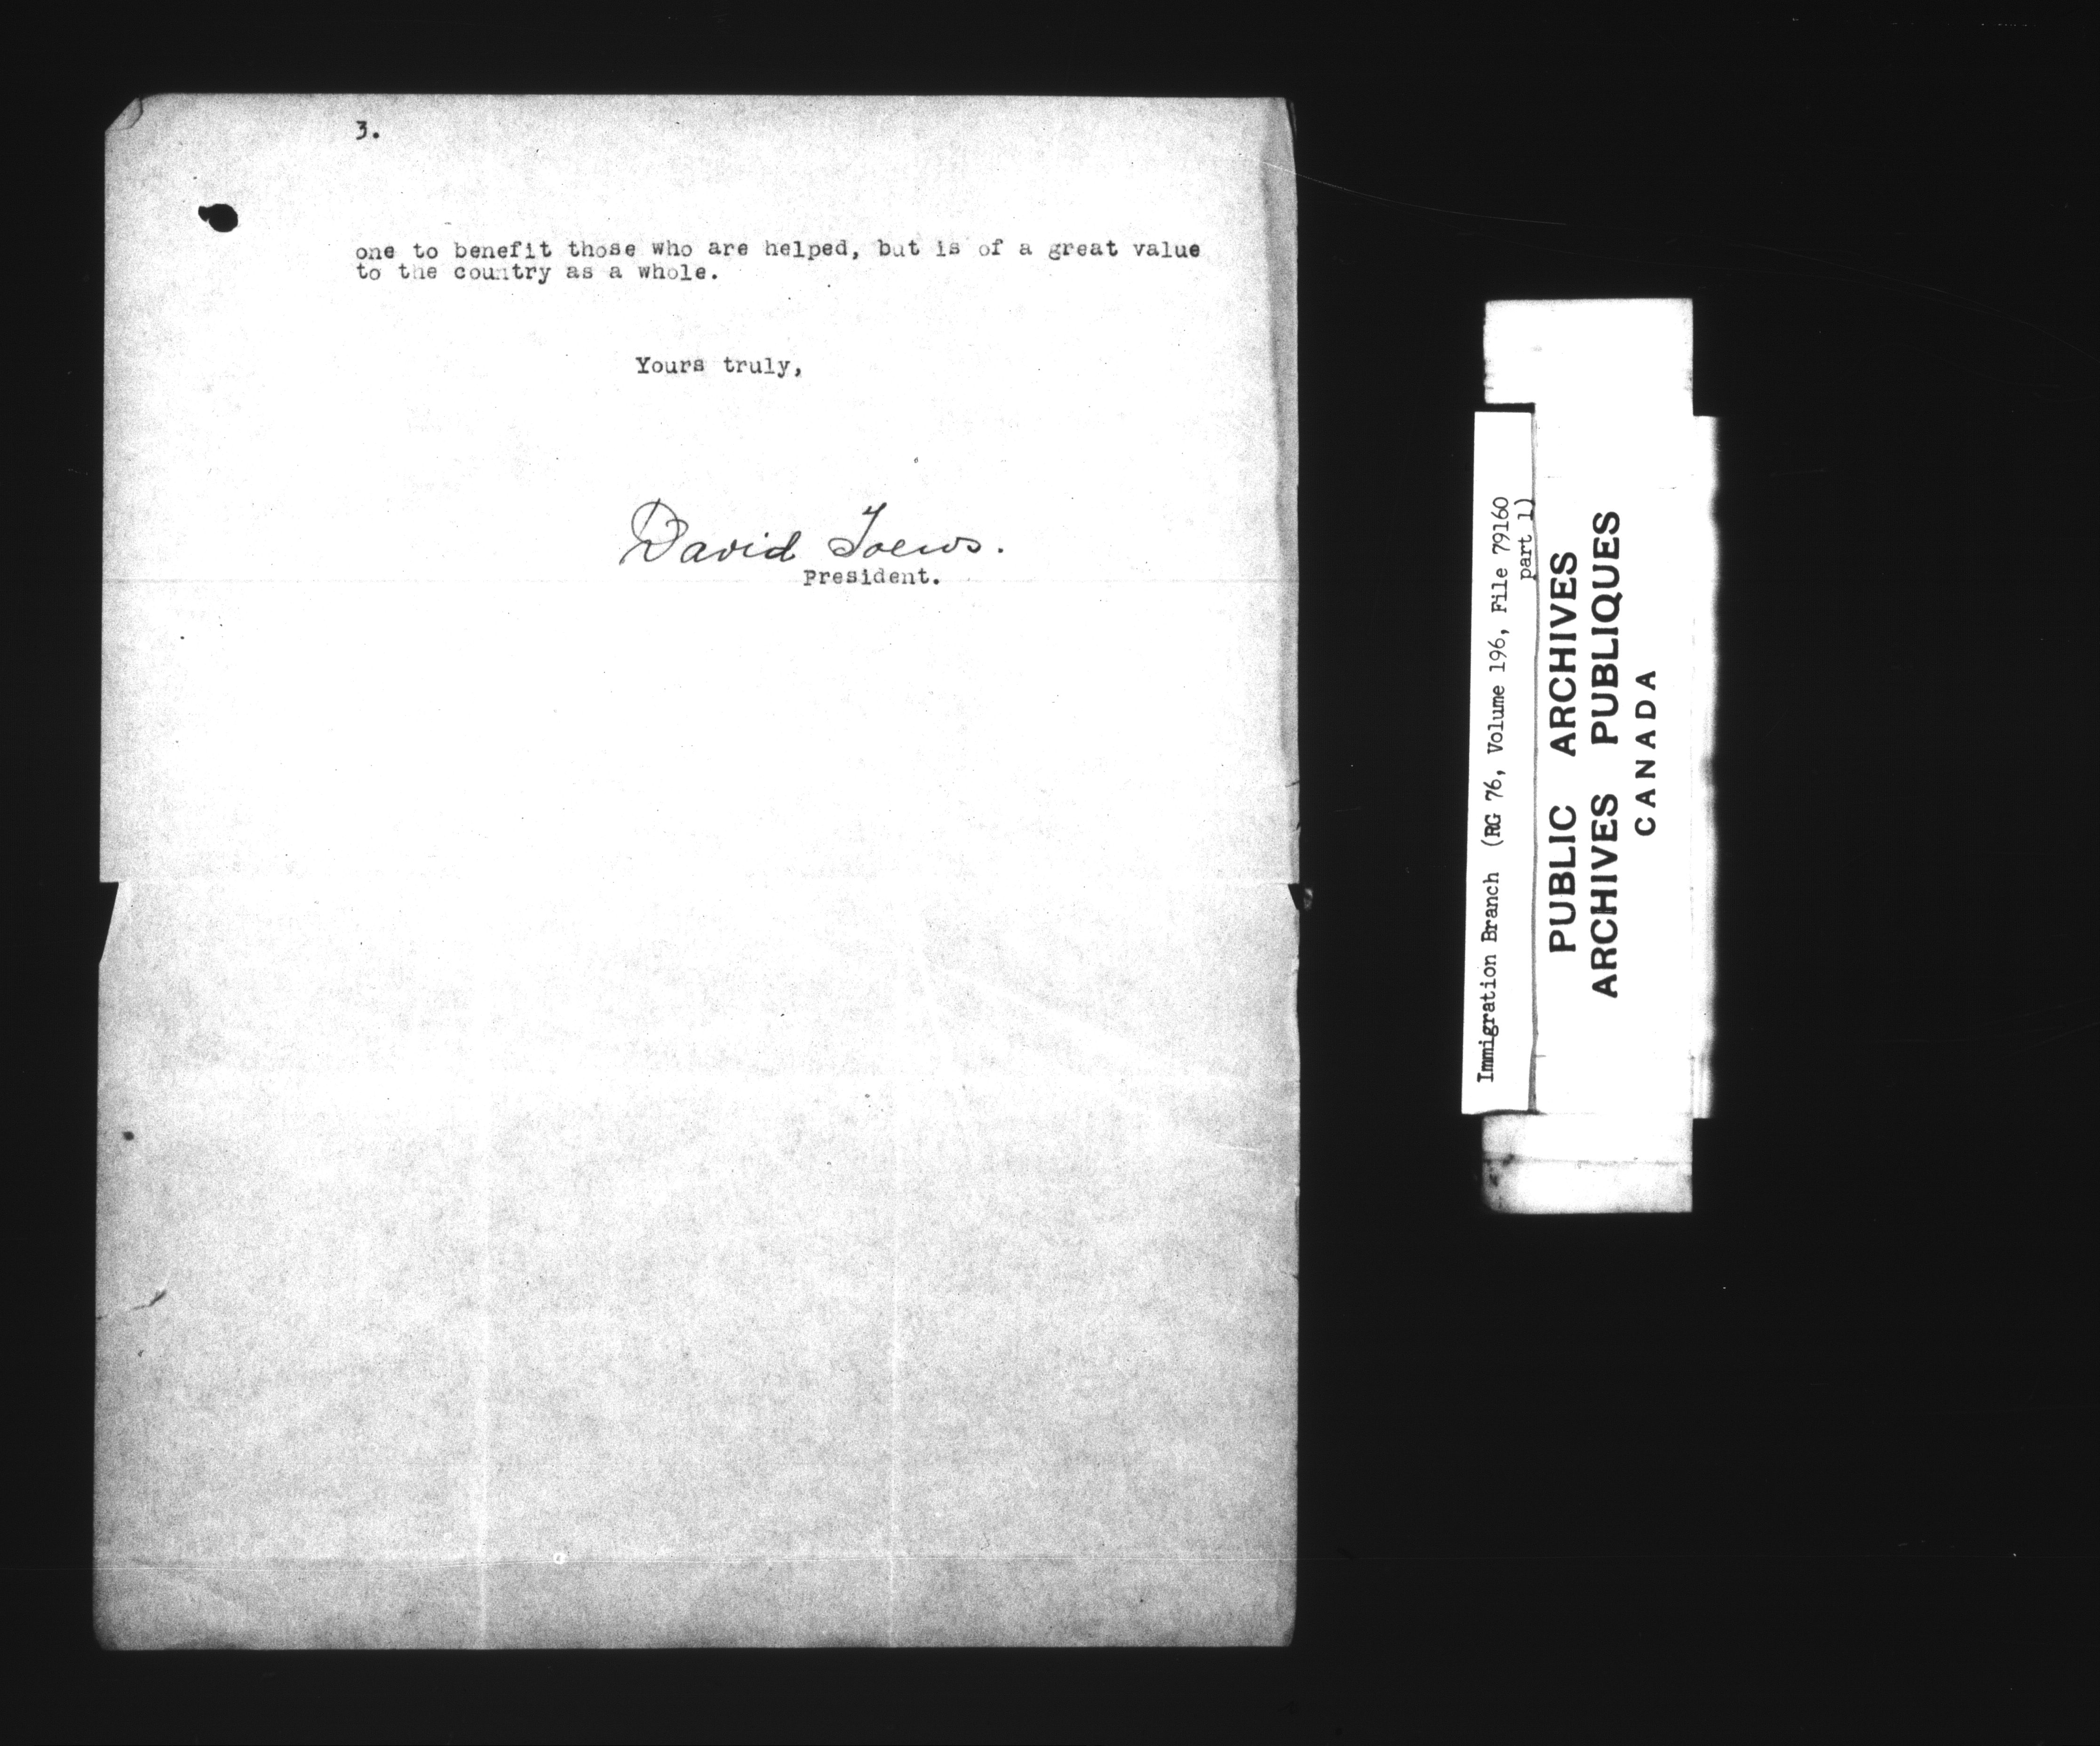 3.
one to benefit those who are helped, but is of a great value
to the country as a whole.
Yours truly,
David Toews.
President.
Immigration Branch (RG 76, Volume 196, File 79160
part 1)
PUBLIC ARCHIVES
ARCHIVES PUBLIQUES
CANADA